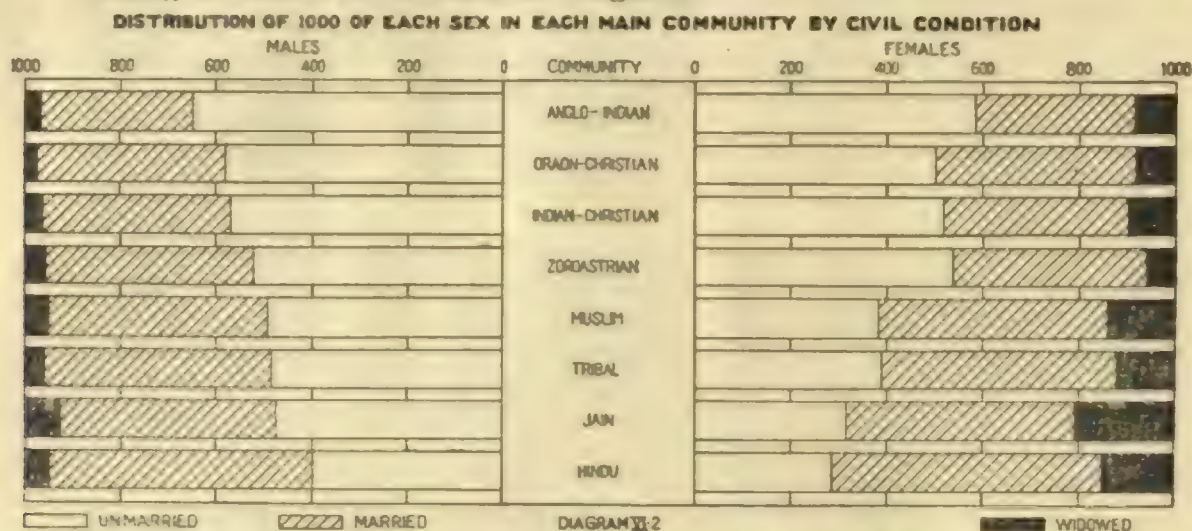 DISTRIBUTION OF 1000 OF EACH SEX IN EACH MAIN COMMUNITY BY CIVIL CONDITION
MALES FEMALES
1000 800 600 400 200 0 COMMUNITY 0 200 400 600 800 1000
ANGLO-INDIAN
ORAON-CHRISTIAN
INDIAN-CHRISTIAN
ZOROASTRIAN
MUSLIM
TRIBAL
JAIN
HINDU
UNMARRIED MARRIED DIAGRAM VI-2 WIDOWED